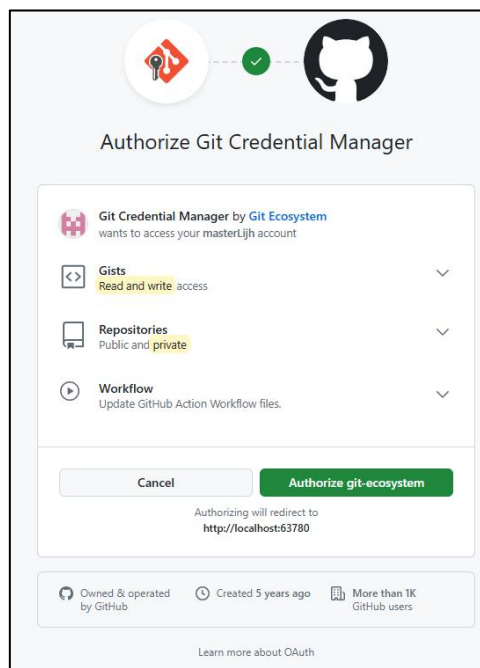 Authorize Git Credential Manager
Git Credential Manager by Git Ecosystem
wants to access your masterLijh account
Gists
Read and write access
Repositories
Public and private
Workflow
Update GitHub Action Workflow files.
Cancel
Authorize git-ecosystem
Authorizing will redirect to
http://localhost:63780
Owned & operated
by GitHub
Created 5 years ago
More than 1K
GitHub users
Learn more about OAuth